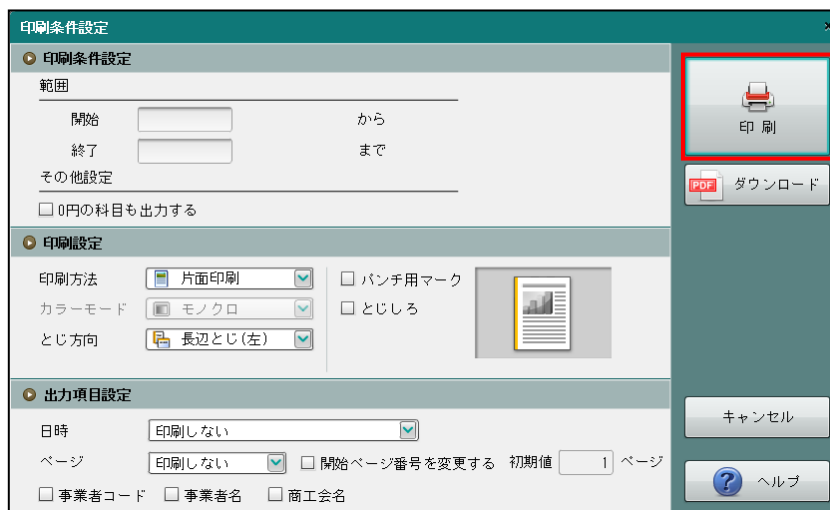 印刷条件設定
印刷条件設定
範囲
開始 から
終了 まで
その他設定
0円の科目も出力する
印刷設定
印刷方法 片面印刷 パンチ用マーク
カラーモード モノクロ とじしろ
とじ方向 長辺とじ(左)
出力項目設定
日時 印刷しない
ページ 印刷しない 開始ページ番号を変更する 初期値 1 ページ
事業者コード 事業者名 商工会名
印 刷
PDF ダウンロード
キャンセル
? ヘルプ